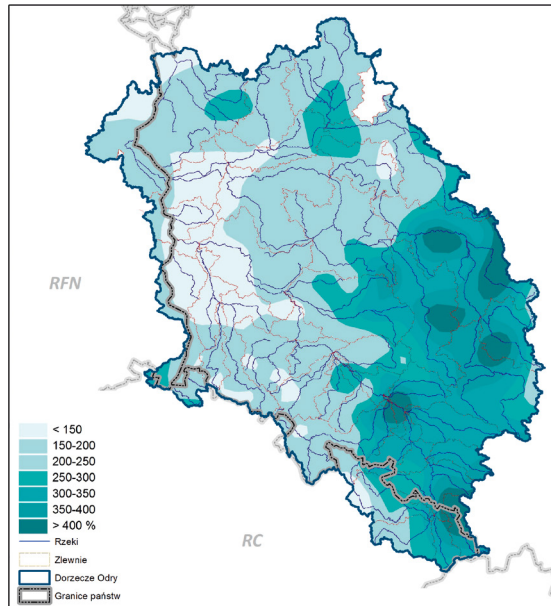 RFN
RC
< 150
150-200
200-250
250-300
300-350
350-400
> 400 %
Rzeki
Zlewnie
Dorzecze Odry
Granice państw